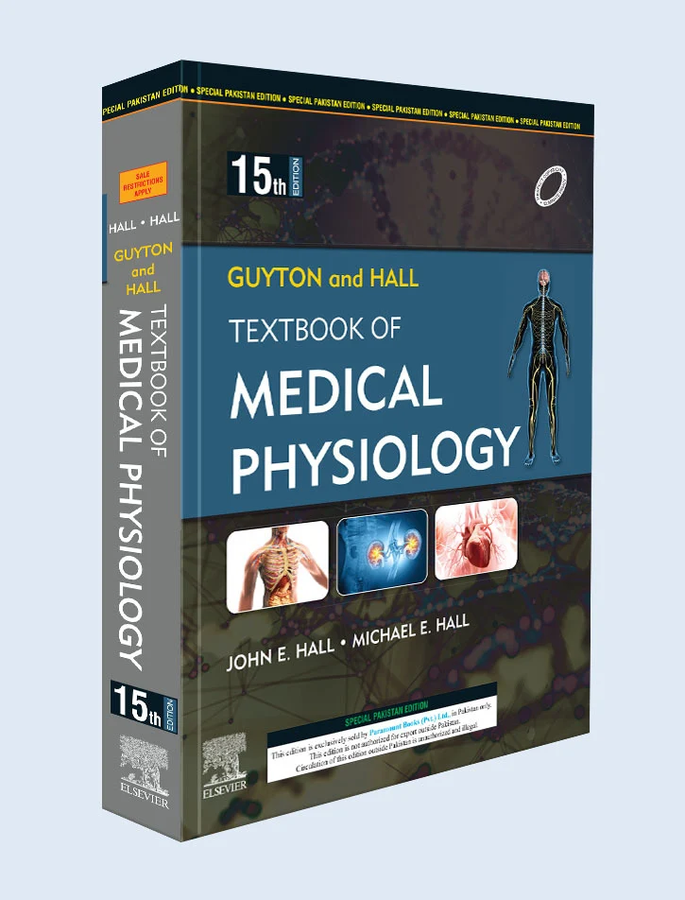 SPECIAL PAKISTAN EDITION • SPECIAL PAKISTAN EDITION • SPECIAL PAKISTAN EDITION • SPECIAL PAKISTAN EDITION • SPECIAL PAKISTAN EDITION
15th EDITION
GUYTON and HALL
TEXTBOOK OF
MEDICAL
PHYSIOLOGY
JOHN E. HALL • MICHAEL E. HALL
SPECIAL PAKISTAN EDITION
This edition is exclusively sold by Paramount Books (Pvt.) Ltd., in Pakistan only.
This edition is not authorized for export outside Pakistan.
Circulation of this edition outside Pakistan is unauthorized and illegal.
ELSEVIER
PECIAL PAKISTAN EDITION
SALE
RESTRICTIONS
APPLY
HALL • HALL
GUYTON
and
HALL
TEXTBOOK OF
MEDICAL PHYSIOLOGY
15th EDITION
ELSEVIER